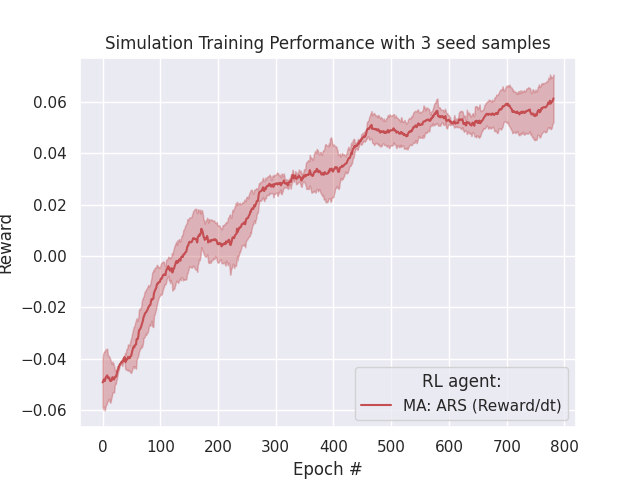 Simulation Training Performance with 3 seed samples
Reward
0.06
0.04
0.02
0.00
−0.02
−0.04
−0.06
0 100 200 300 400 500 600 700 800
Epoch #
RL agent:
MA: ARS (Reward/dt)